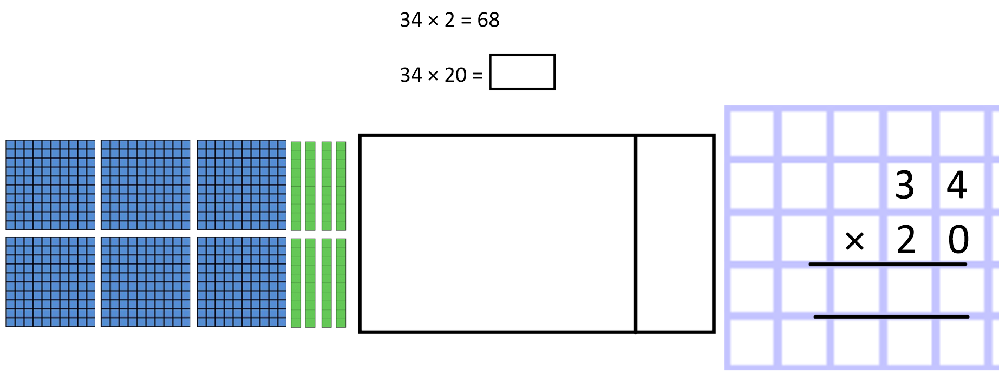 34 × 2 = 68
34 × 20 =
3 4
× 2 0